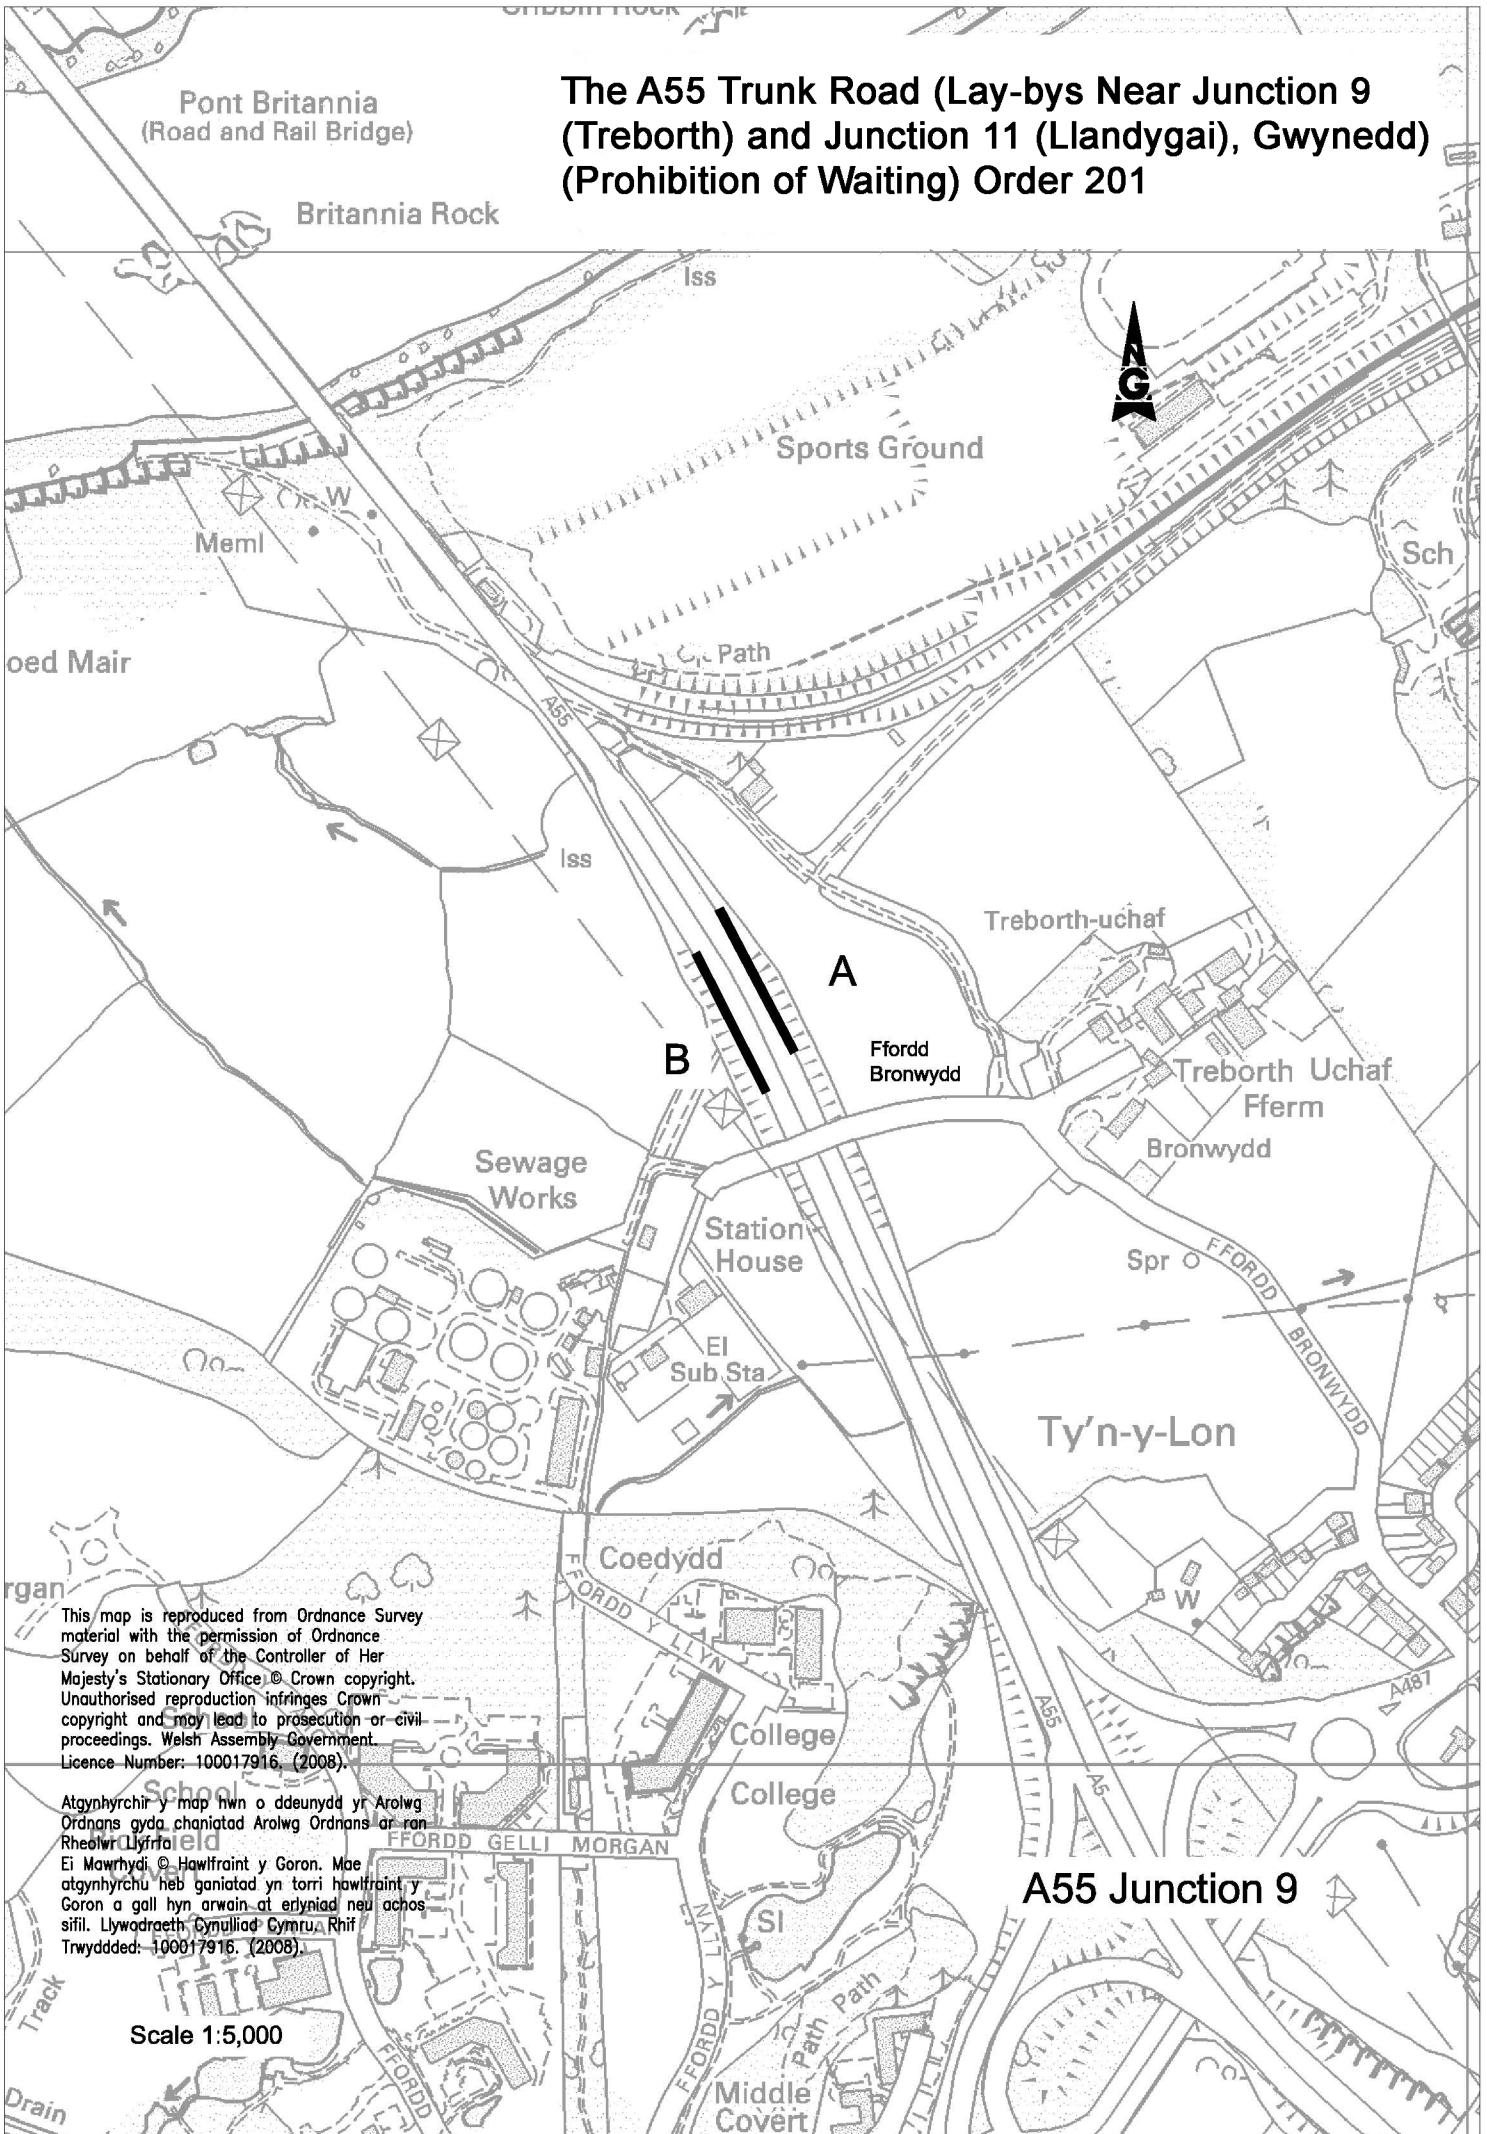 The A55 Trunk Road (Lay-bys Near Junction 9
(Treborth) and Junction 11 (Llandygai), Gwynedd)
(Prohibition of Waiting) Order 201
Pont Britannia
(Road and Rail Bridge)
Britannia Rock
Iss
N
G
Sports Ground
W
Meml
Sch
oed Mair
Path
A55
Iss
Treborth-uchaf
A
B
Ffordd
Bronwydd
Treborth Uchaf
Fferm
Bronwydd
Sewage
Works
Station
House
Spr
FFORDD
BRONWYDD
El
Sub Sta
Ty'n-y-Lon
Coedydd
FFORDD Y LLYN
W
rgan
This map is reproduced from Ordnance Survey
material with the permission of Ordnance
Survey on behalf of the Controller of Her
Majesty's Stationary Office © Crown copyright.
Unauthorised reproduction infringes Crown
copyright and may lead to prosecution or civil
proceedings. Welsh Assembly Government.
Licence Number: 100017916. (2008).
School
School
A487
A55
A5
College
College
Atgynhyrchir y map hwn o ddeunydd yr Arolwg
Ordnans gyda chaniatad Arolwg Ordnans ar ran
Rheolwr Llyfrfa
Ei Mawrhydi © Hawlfraint y Goron. Mae
atgynhyrchu heb ganiatad yn torri hawlfraint y
Goron a gall hyn arwain at erlyniad neu achos
sifil. Llywodraeth Cynulliad Cymru. Rhif
Trwyddded: 100017916. (2008).
FFORDD GELLI MORGAN
A55 Junction 9
Sl
FFORDD Y LLYN
Path
Path
Track
Scale 1:5,000
FFORDD
Drain
Middle
Covert